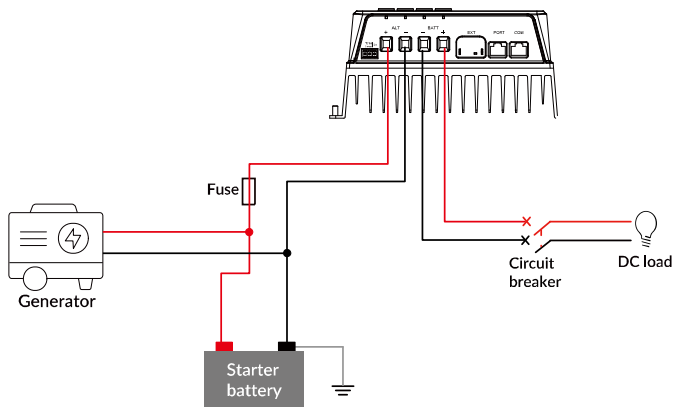 ALT BATT
+ − − + EXT PORT COM
Fuse
Generator
Circuit
breaker
DC load
Starter
battery